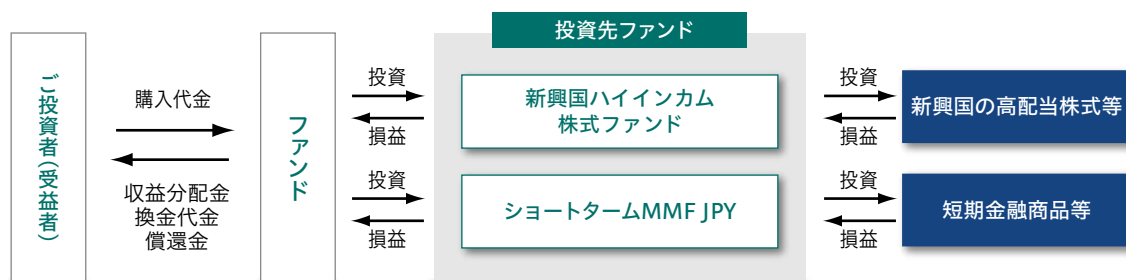 投資先ファンド
ご投資者(受益者)
購入代金
収益分配金
換金代金
償還金
ファンド
投資
損益
新興国ハイインカム
株式ファンド
投資
損益
新興国の高配当株式等
投資
損益
ショートタームMMF JPY
投資
損益
短期金融商品等